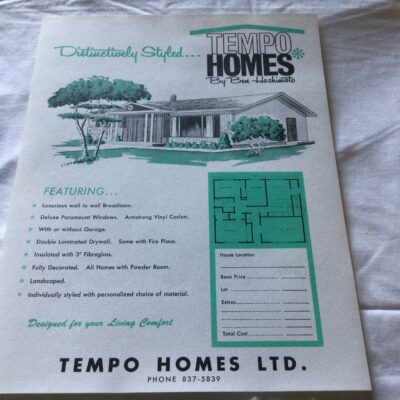 Distinctively Styled...
TEMPO
HOMES*
By Ben Hashimoto
FEATURING...
* Luxurious wall to wall Broadloom.
* Deluxe Paramount Windows. Armstrong Vinyl Corlon.
* With or without Garage.
* Double Laminated Drywall. Some with Fire Place.
* Insulated with 3" Fibreglass.
* Fully Decorated. All Homes with Powder Room.
* Landscaped.
* Individually styled with personalized choice of material.
Designed for your Living Comfort
House Location
Basic Price
Lot
Extras
Total Cost
TEMPO HOMES LTD.
PHONE 837-5839